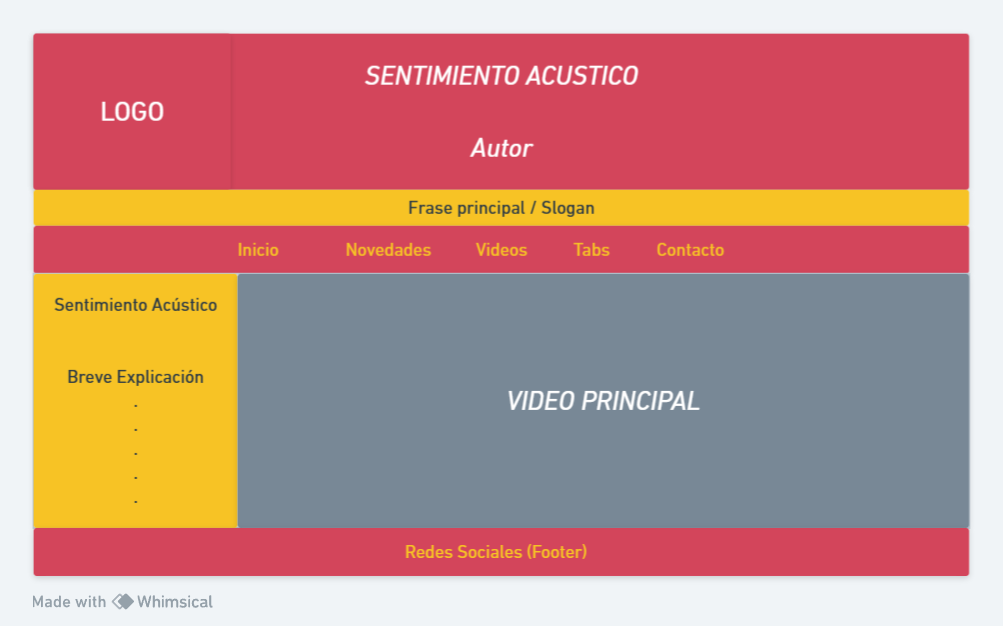 LOGO
SENTIMIENTO ACUSTICO
Autor
Frase principal / Slogan
Inicio Novedades Videos Tabs Contacto
Sentimiento Acústico
Breve Explicación
.
.
.
.
.
VIDEO PRINCIPAL
Redes Sociales (Footer)
Made with Whimsical